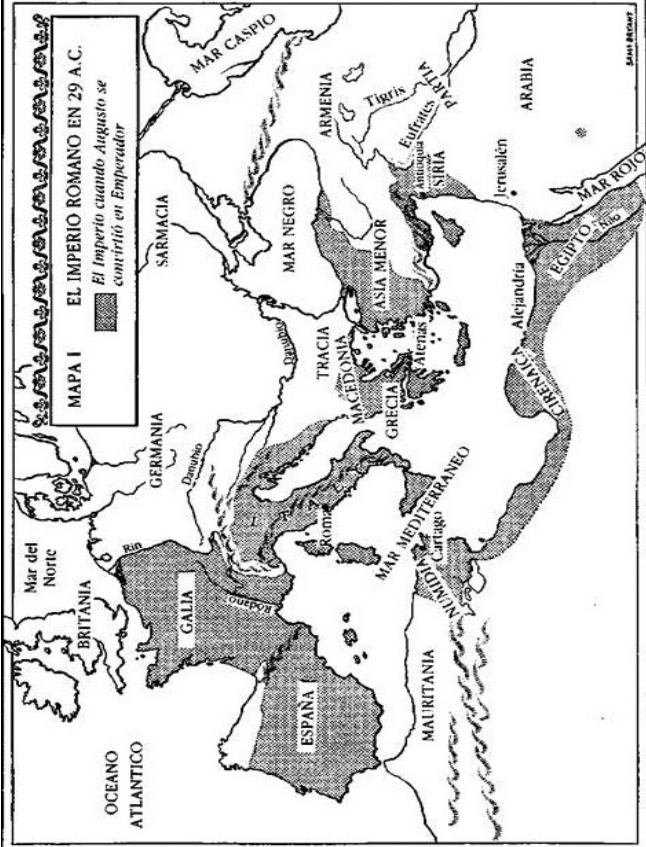 MAPA I EL IMPERIO ROMANO EN 29 A.C.
El Imperio cuando Augusto se
convirtió en Emperador
OCEANO
ATLANTICO
Mar del
Norte
BRITANIA
Rin
GERMANIA
Danubio
GALIA
Ródano
ESPAÑA
SARMACIA
MAR CASPIO
MAR NEGRO
Danubio
TRACIA
MACEDONIA
GRECIA
Atenas
ASIA MENOR
ARMENIA
Tigris
Eufrates
PARTIA
Antioquía
SIRIA
Jerusalén
ARABIA
MAR ROJO
EGIPTO
Nilo
Alejandría
CIRENAICA
MAR MEDITERRANEO
Roma
Cartago
NUMIDIA
MAURITANIA
SAM BRYANT